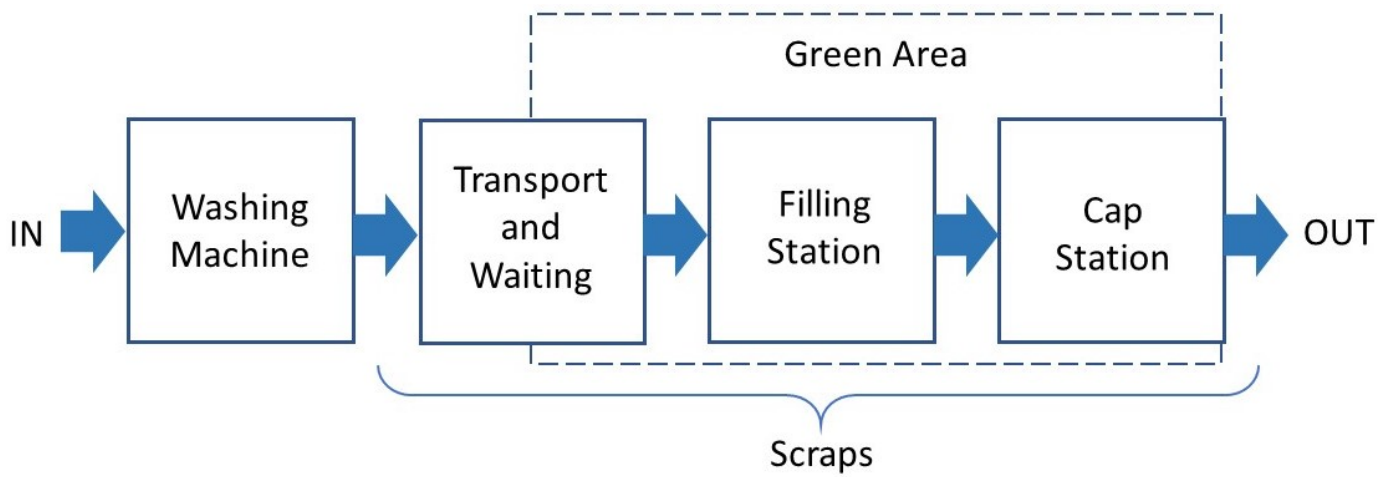 Green Area
IN
Washing
Machine
Transport
and
Waiting
Filling
Station
Cap
Station
OUT
Scraps